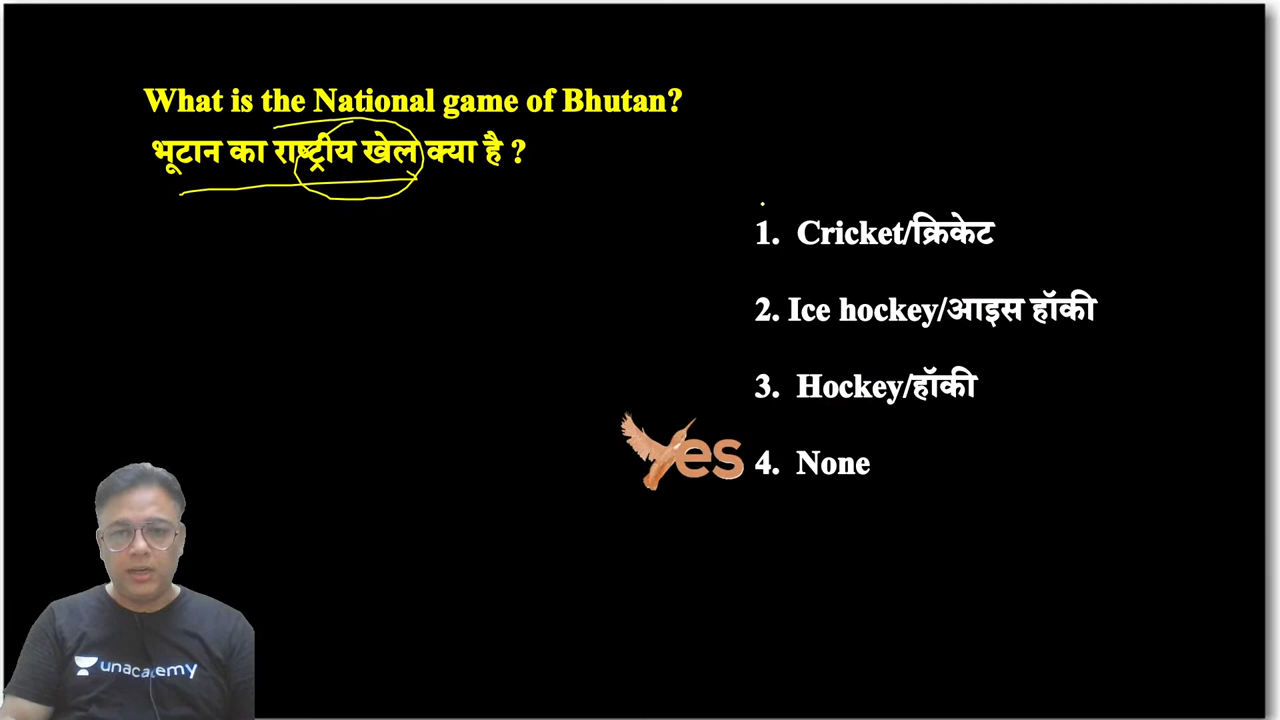 What is the National game of Bhutan?
भूटान का राष्ट्रीय खेल क्या है ?
1. Cricket/क्रिकेट
2. Ice hockey/आइस हॉकी
3. Hockey/हॉकी
Yes
4. None
unacademy